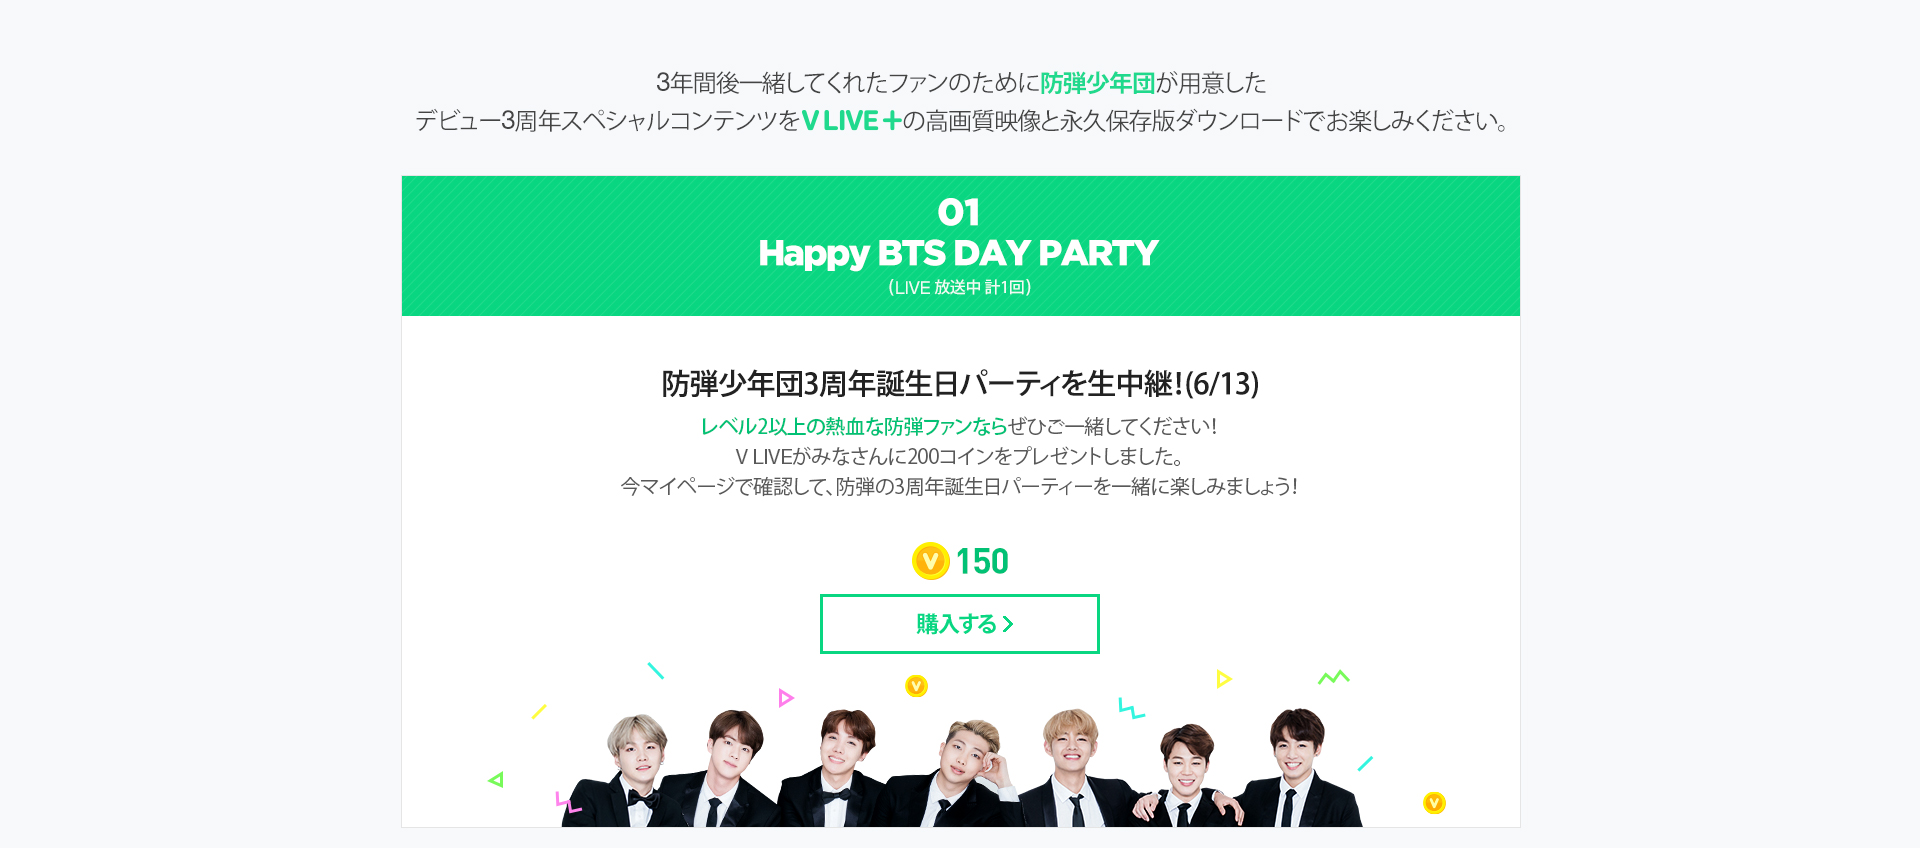 3年間後一緒してくれたファンのために防弾少年団が用意した
デビュー3周年スペシャルコンテンツをV LIVE+の高画質映像と永久保存版ダウンロードでお楽しみください。
01
Happy BTS DAY PARTY
(LIVE 放送中 計1回)
防弾少年団3周年誕生日パーティを生中継!(6/13)
レベル2以上の熱血な防弾ファンならぜひご一緒してください!
V LIVEがみなさんに200コインをプレゼントしました。
今マイページで確認して、防弾の3周年誕生日パーティーを一緒に楽しみましょう!
V 150
購入する >
V
V